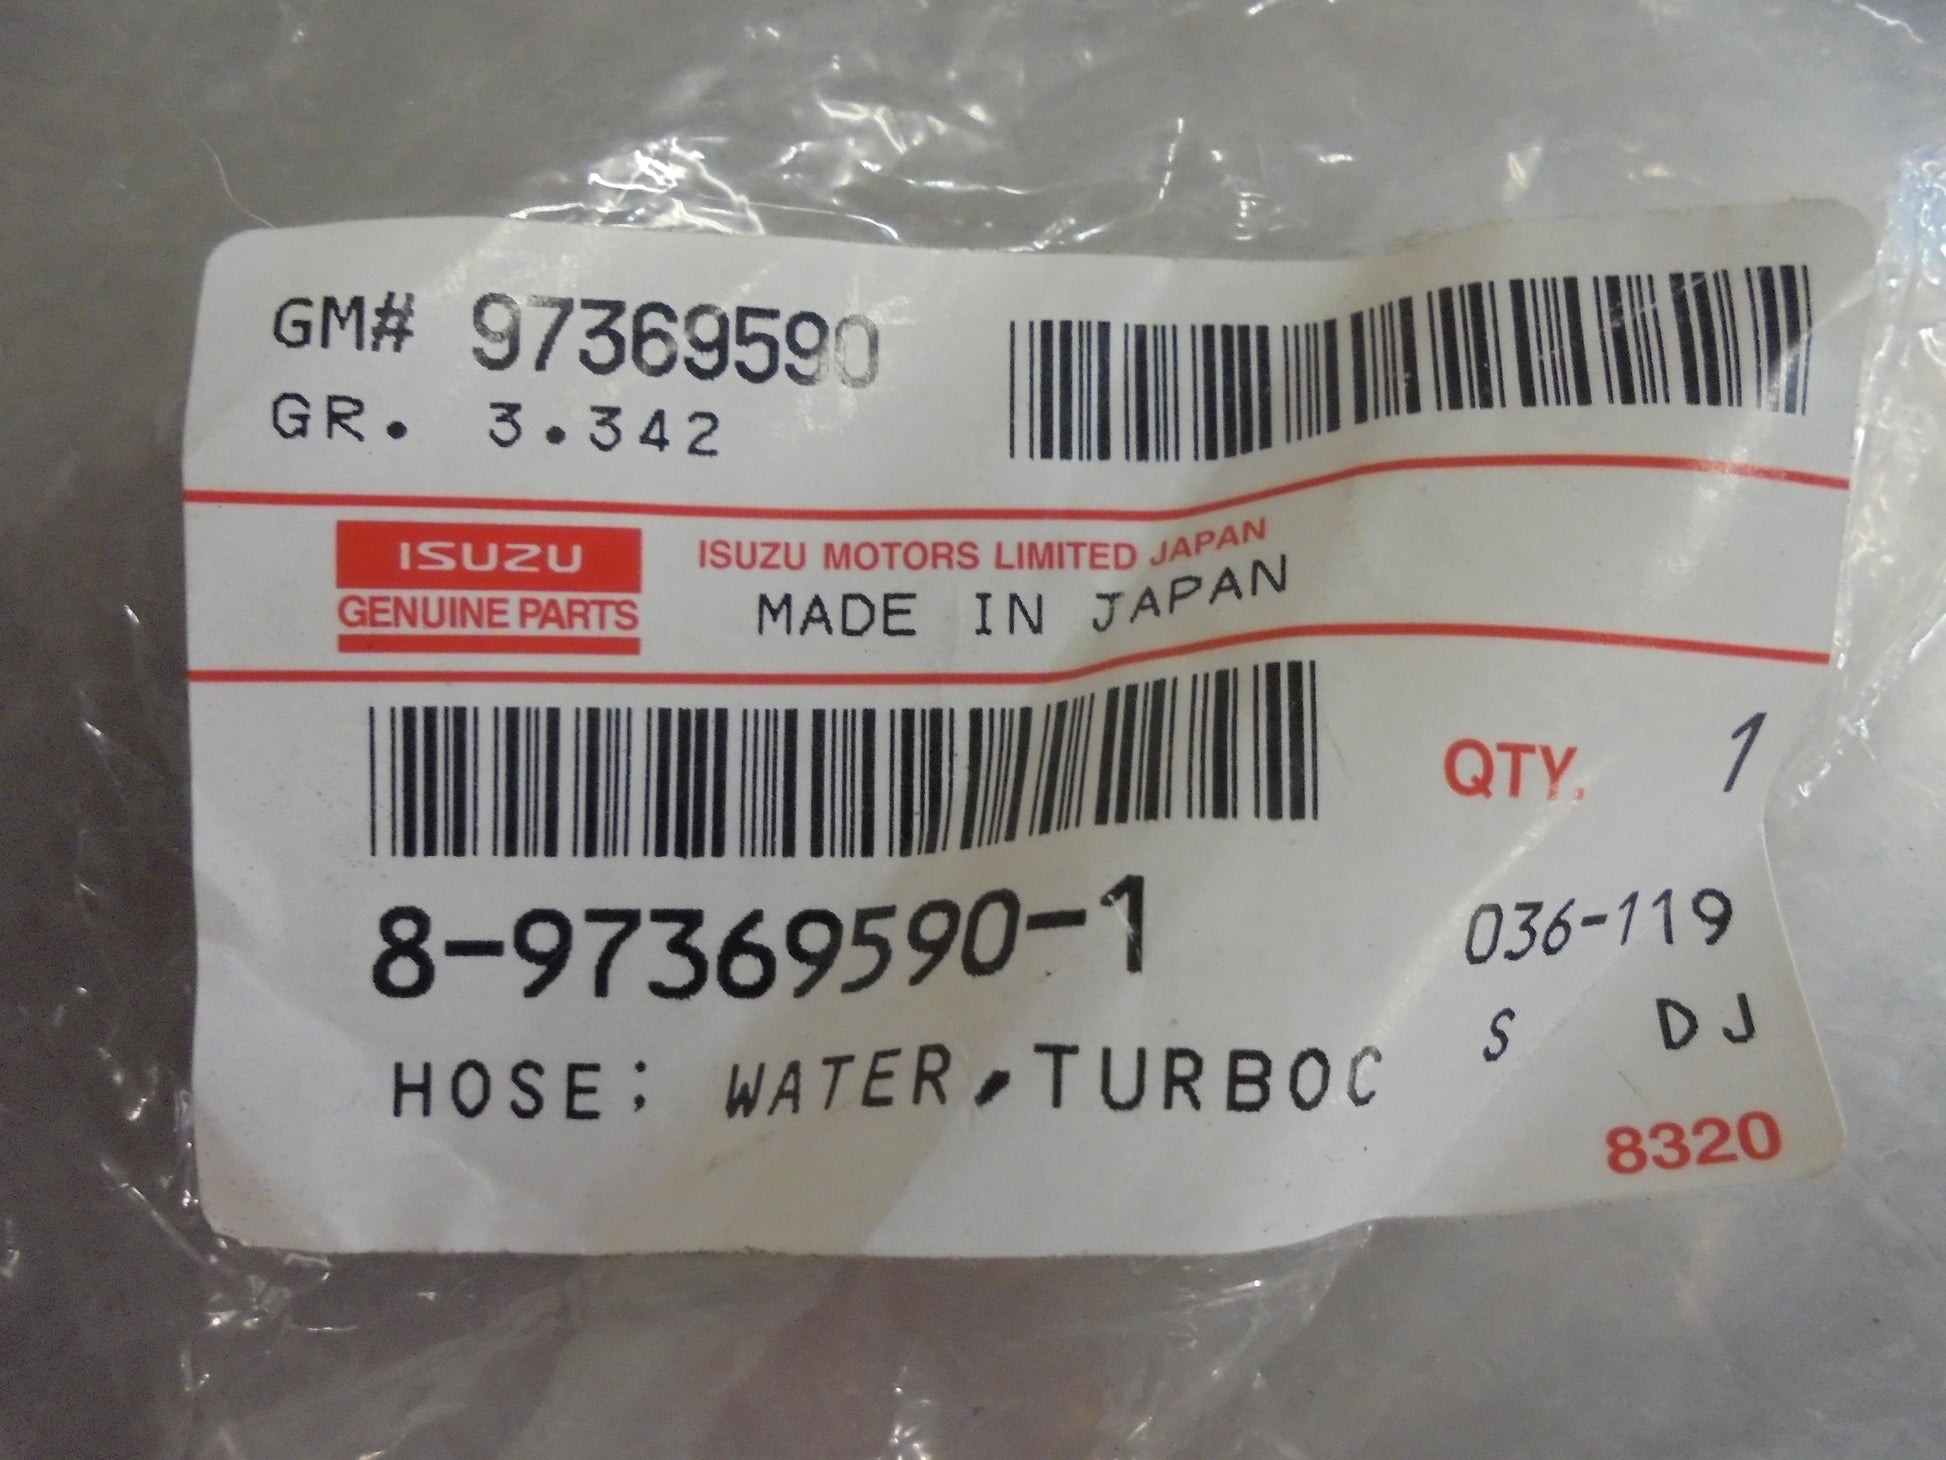 GM# 97369590
GR. 3.342
ISUZU
GENUINE PARTS
ISUZU MOTORS LIMITED JAPAN
MADE IN JAPAN
QTY. 1
8-97369590-1
036-119
HOSE; WATER,TURBOC
S DJ
8320